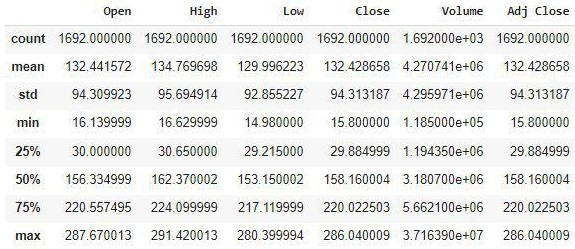 Open High Low Close Volume Adj Close
count 1692.000000 1692.000000 1692.000000 1692.000000 1.692000e+03 1692.000000
mean 132.441572 134.769698 129.996223 132.428658 4.270741e+06 132.428658
std 94.309923 95.694914 92.855227 94.313187 4.295971e+06 94.313187
min 16.139999 16.629999 14.980000 15.800000 1.185000e+05 15.800000
25% 30.000000 30.650000 29.215000 29.884999 1.194350e+06 29.884999
50% 156.334999 162.370002 153.150002 158.160004 3.180700e+06 158.160004
75% 220.557495 224.099999 217.119999 220.022503 5.662100e+06 220.022503
max 287.670013 291.420013 280.399994 286.040009 3.716390e+07 286.040009